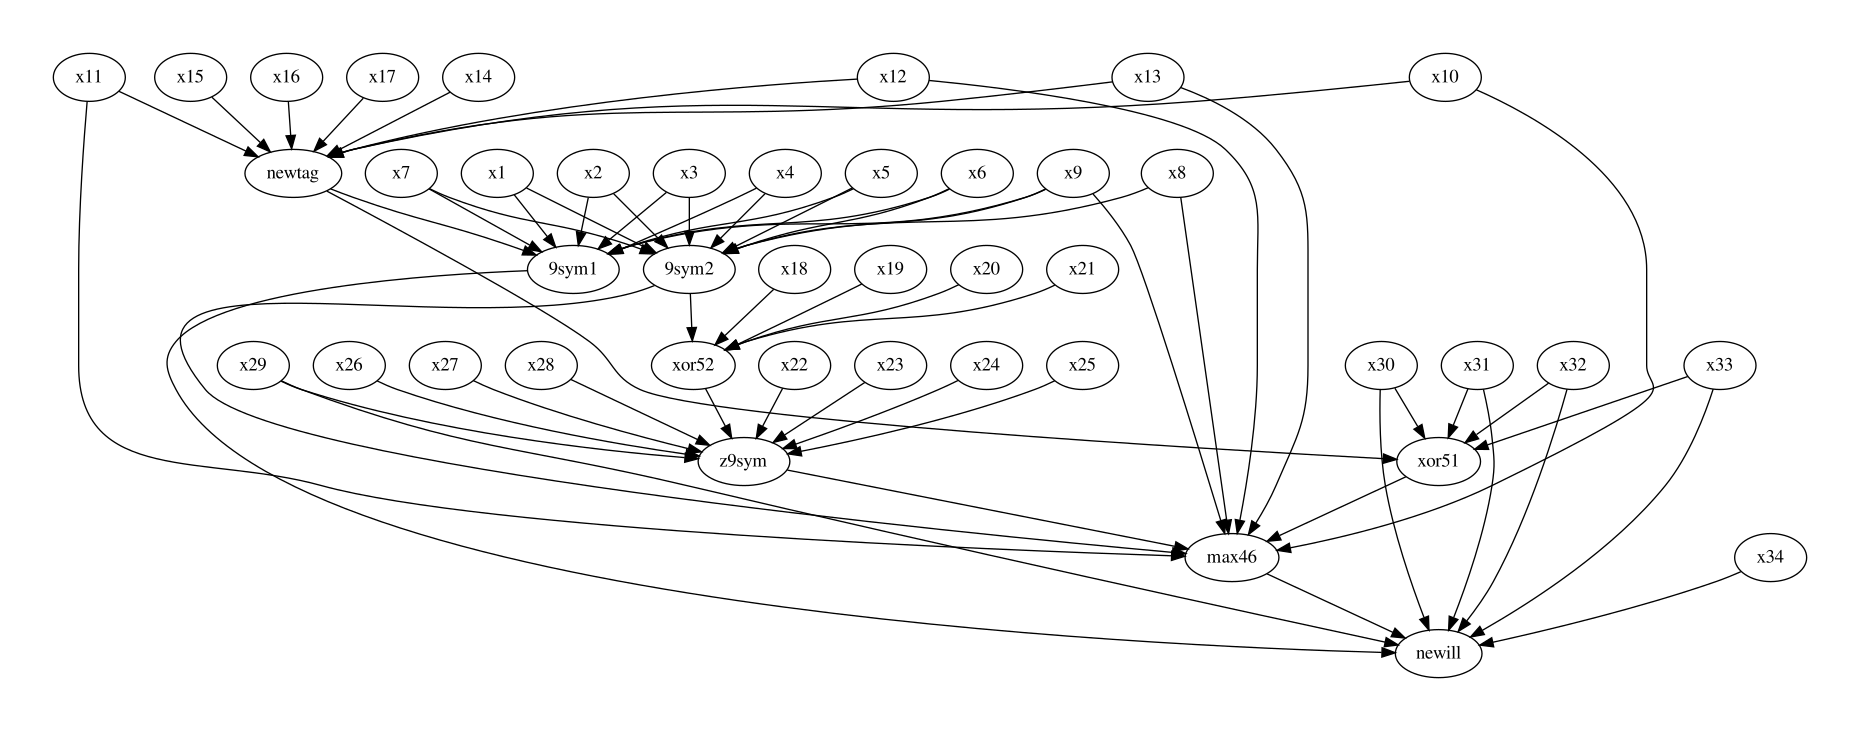 x11 x15 x16 x17 x14 x12 x13 x10
newtag x7 x1 x2 x3 x4 x5 x6 x9 x8
9sym1 9sym2 x18 x19 x20 x21
x29 x26 x27 x28 xor52 x22 x23 x24 x25 x30 x31 x32 x33
z9sym xor51
max46 x34
newill